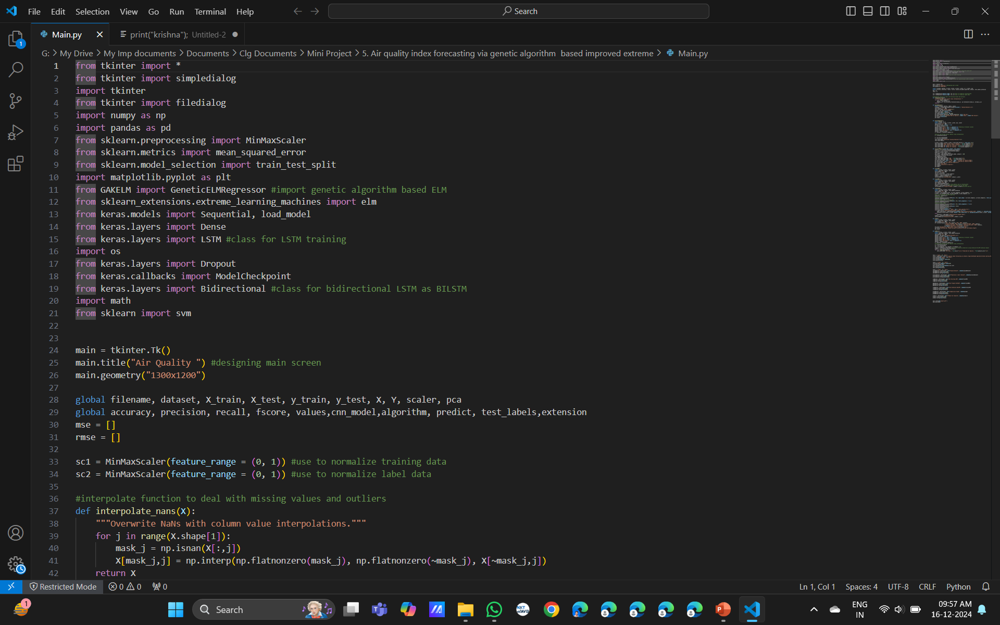 File Edit Selection View Go Run Terminal Help
Search
Main.py
print("krishna"); Untitled-2
1
G: > My Drive > My Imp documents > Documents > Clg Documents > Mini Project > 5. Air quality index forecasting via genetic algorithm  based improved extreme > Main.py
1 from tkinter import *
2 from tkinter import simpledialog
3 import tkinter
4 from tkinter import filedialog
5 import numpy as np
6 import pandas as pd
7 from sklearn.preprocessing import MinMaxScaler
8 from sklearn.metrics import mean_squared_error
9 from sklearn.model_selection import train_test_split
10 import matplotlib.pyplot as plt
11 from GAKELM import GeneticELMRegressor #import genetic algorithm based ELM
12 from sklearn_extensions.extreme_learning_machines import elm
13 from keras.models import Sequential, load_model
14 from keras.layers import Dense
15 from keras.layers import LSTM #class for LSTM training
16 import os
17 from keras.layers import Dropout
18 from keras.callbacks import ModelCheckpoint
19 from keras.layers import Bidirectional #class for bidirectional LSTM as BILSTM
20 import math
21 from sklearn import svm
22
23
24 main = tkinter.Tk()
25 main.title("Air Quality ") #designing main screen
26 main.geometry("1300x1200")
27
28 global filename, dataset, X_train, X_test, y_train, y_test, X, Y, scaler, pca
29 global accuracy, precision, recall, fscore, values,cnn_model,algorithm, predict, test_labels,extension
30 mse = []
31 rmse = []
32
33 sc1 = MinMaxScaler(feature_range = (0, 1)) #use to normalize training data
34 sc2 = MinMaxScaler(feature_range = (0, 1)) #use to normalize label data
35
36 #interpolate function to deal with missing values and outliers
37 def interpolate_nans(X):
38     """Overwrite NaNs with column value interpolations."""
39     for j in range(X.shape[1]):
40         mask_j = np.isnan(X[:,j])
41         X[mask_j,j] = np.interp(np.flatnonzero(mask_j), np.flatnonzero(~mask_j), X[~mask_j,j])
42     return X
Restricted Mode 0 0 0 Ln 1, Col 1 Spaces: 4 UTF-8 CRLF Python
1
Search
NXT WAVE
ENG IN
09:57 AM
16-12-2024